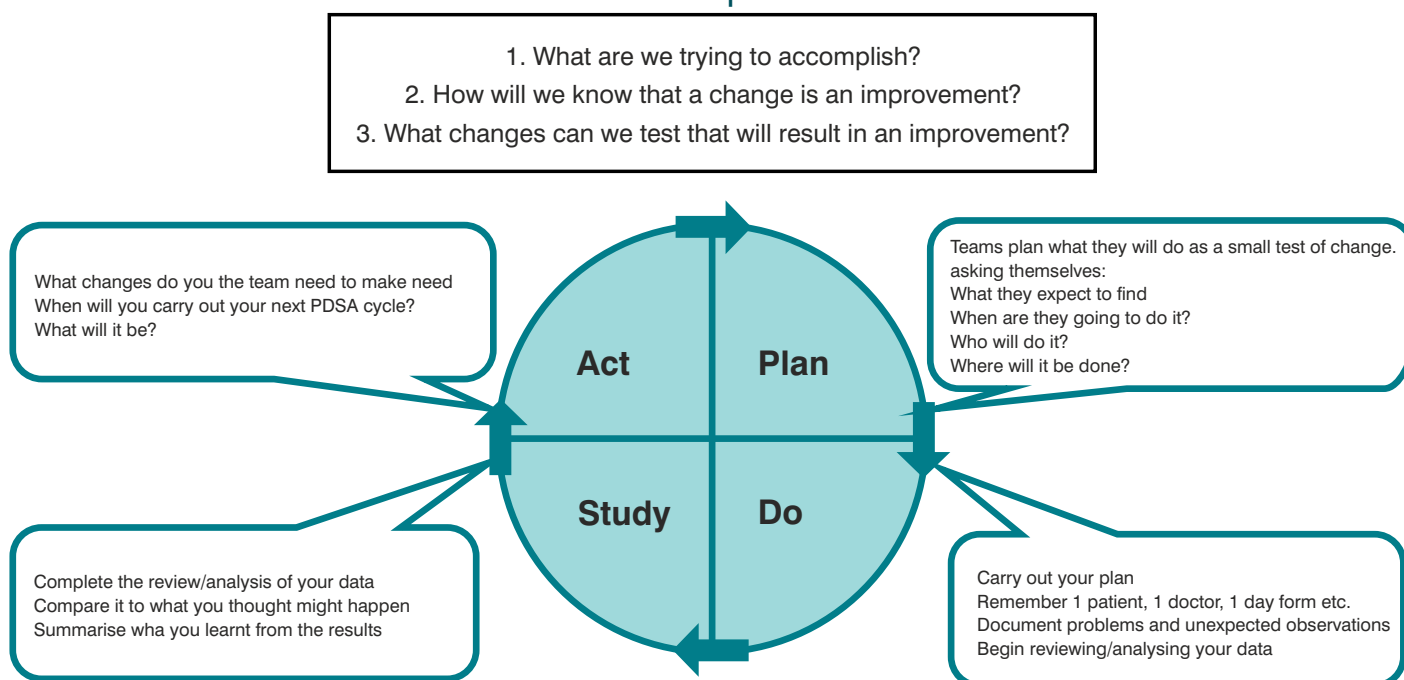 1. What are we trying to accomplish?
2. How will we know that a change is an improvement?
3. What changes can we test that will result in an improvement?
What changes do you the team need to make need
When will you carry out your next PDSA cycle?
What will it be?
Teams plan what they will do as a small test of change.
asking themselves:
What they expect to find
When are they going to do it?
Who will do it?
Where will it be done?
Act
Plan
Study
Do
Complete the review/analysis of your data
Compare it to what you thought might happen
Summarise wha you learnt from the results
Carry out your plan
Remember 1 patient, 1 doctor, 1 day form etc.
Document problems and unexpected observations
Begin reviewing/analysing your data